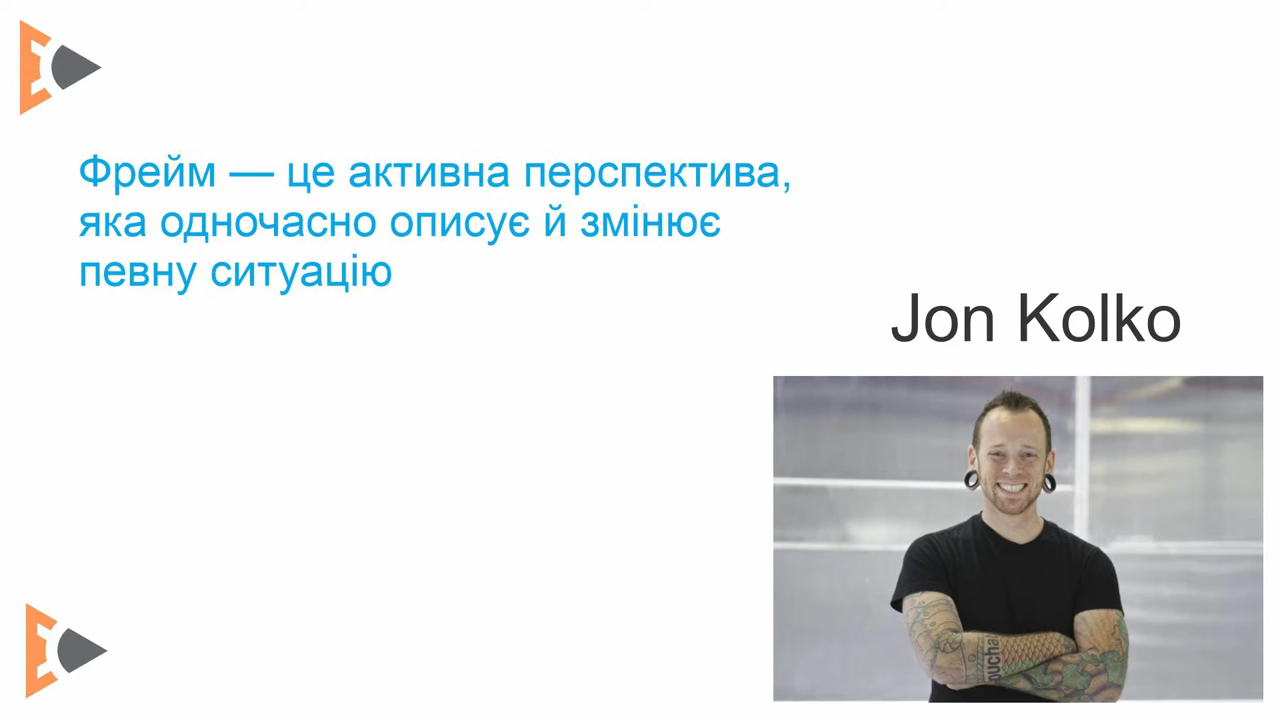 Фрейм — це активна перспектива,
яка одночасно описує й змінює
певну ситуацію
Jon Kolko